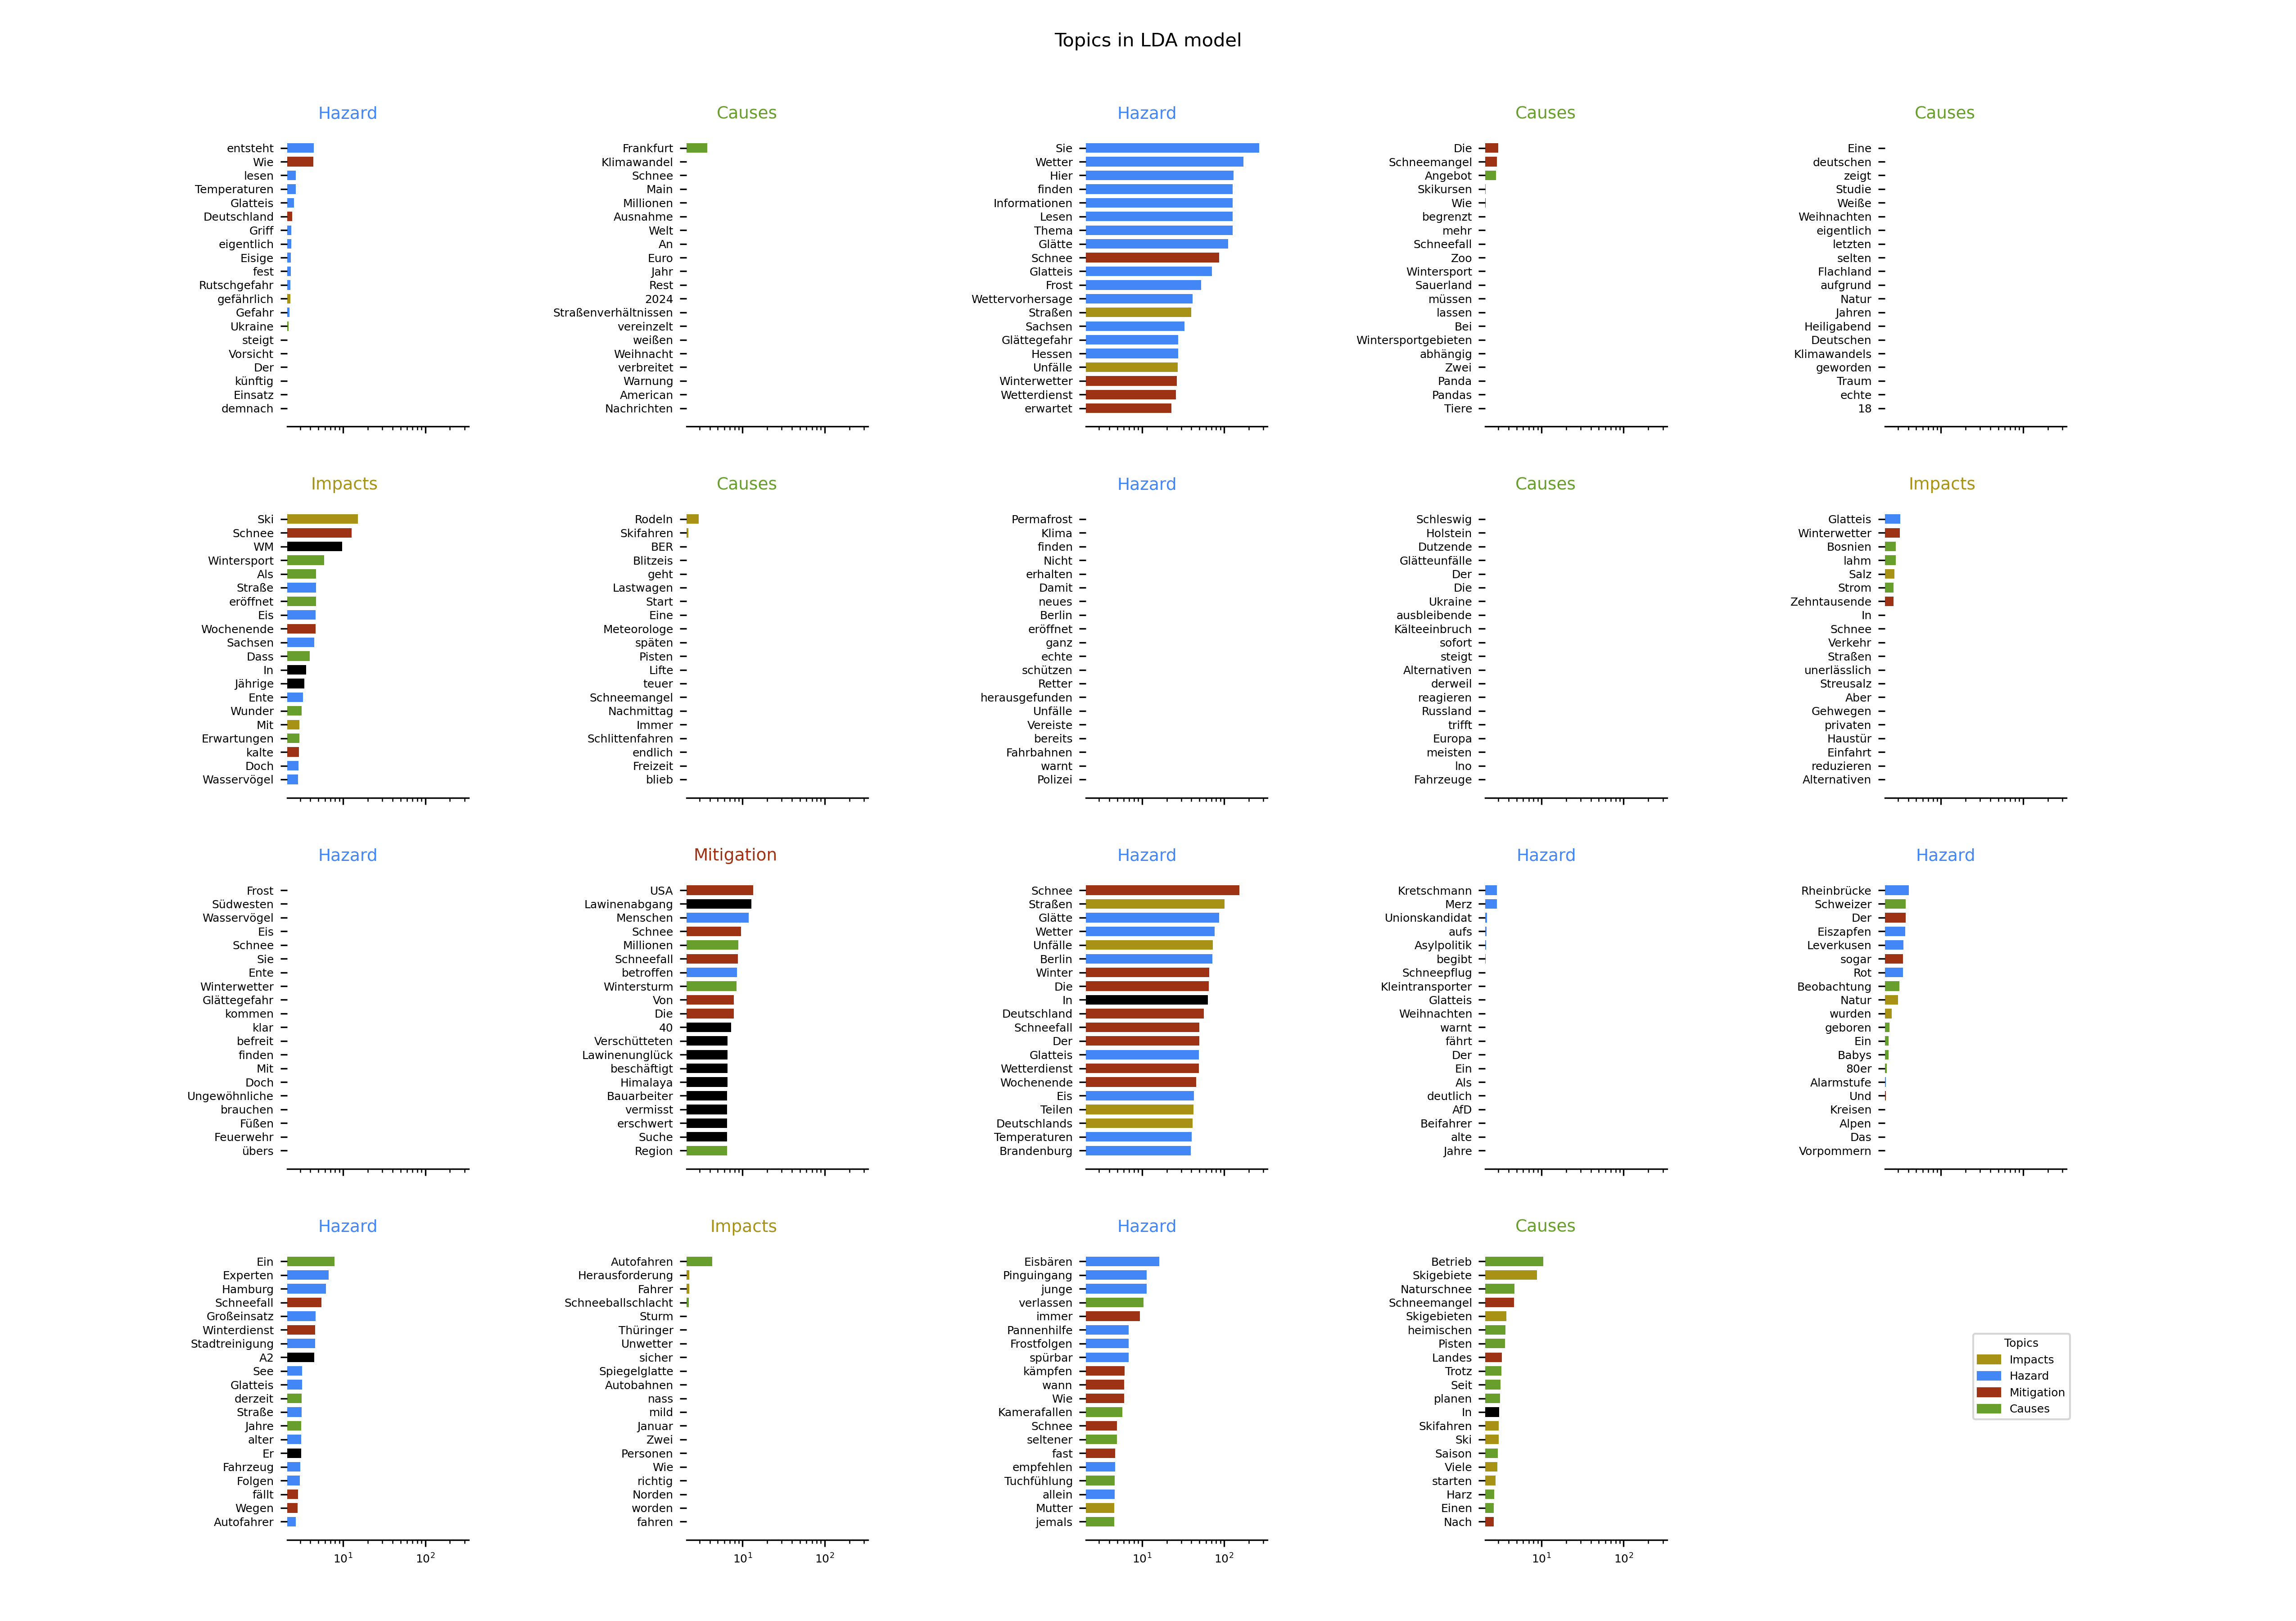 Topics in LDA model
Hazard
entsteht
Wie
lesen
Temperaturen
Glatteis
Deutschland
Griff
eigentlich
Eisige
fest
Rutschgefahr
gefährlich
Gefahr
Ukraine
steigt
Vorsicht
Der
künftig
Einsatz
demnach
Causes
Frankfurt
Klimawandel
Schnee
Main
Millionen
Ausnahme
Welt
An
Euro
Jahr
Rest
2024
Straßenverhältnissen
vereinzelt
weißen
Weihnacht
verbreitet
Warnung
American
Nachrichten
Hazard
Sie
Wetter
Hier
finden
Informationen
Lesen
Thema
Glätte
Schnee
Glatteis
Frost
Wettervorhersage
Straßen
Sachsen
Glättegefahr
Hessen
Unfälle
Winterwetter
Wetterdienst
erwartet
Causes
Die
Schneemangel
Angebot
Skikursen
Wie
begrenzt
mehr
Schneefall
Zoo
Wintersport
Sauerland
müssen
lassen
Bei
Wintersportgebieten
abhängig
Zwei
Panda
Pandas
Tiere
Causes
Eine
deutschen
zeigt
Studie
Weiße
Weihnachten
eigentlich
letzten
selten
Flachland
aufgrund
Natur
Jahren
Heiligabend
Deutschen
Klimawandels
geworden
Traum
echte
18
Impacts
Ski
Schnee
WM
Wintersport
Als
Straße
eröffnet
Eis
Wochenende
Sachsen
Dass
In
Jährige
Ente
Wunder
Mit
Erwartungen
kalte
Doch
Wasservögel
Causes
Rodeln
Skifahren
BER
Blitzeis
geht
Lastwagen
Start
Eine
Meteorologe
späten
Pisten
Lifte
teuer
Schneemangel
Nachmittag
Immer
Schlittenfahren
endlich
Freizeit
blieb
Hazard
Permafrost
Klima
finden
Nicht
erhalten
Damit
neues
Berlin
eröffnet
ganz
echte
schützen
Retter
herausgefunden
Unfälle
Vereiste
bereits
Fahrbahnen
warnt
Polizei
Causes
Schleswig
Holstein
Dutzende
Glätteunfälle
Der
Die
Ukraine
ausbleibende
Kälteeinbruch
sofort
steigt
Alternativen
derweil
reagieren
Russland
trifft
Europa
meisten
Ino
Fahrzeuge
Impacts
Glatteis
Winterwetter
Bosnien
lahm
Salz
Strom
Zehntausende
In
Schnee
Verkehr
Straßen
unerlässlich
Streusalz
Aber
Gehwegen
privaten
Haustür
Einfahrt
reduzieren
Alternativen
Hazard
Frost
Südwesten
Wasservögel
Eis
Schnee
Sie
Ente
Winterwetter
Glättegefahr
kommen
klar
befreit
finden
Mit
Doch
Ungewöhnliche
brauchen
Füßen
Feuerwehr
übers
Mitigation
USA
Lawinenabgang
Menschen
Schnee
Millionen
Schneefall
betroffen
Wintersturm
Von
Die
40
Verschütteten
Lawinenunglück
beschäftigt
Himalaya
Bauarbeiter
vermisst
erschwert
Suche
Region
Hazard
Schnee
Straßen
Glätte
Wetter
Unfälle
Berlin
Winter
Die
In
Deutschland
Schneefall
Der
Glatteis
Wetterdienst
Wochenende
Eis
Teilen
Deutschlands
Temperaturen
Brandenburg
Hazard
Kretschmann
Merz
Unionskandidat
aufs
Asylpolitik
begibt
Schneepflug
Kleintransporter
Glatteis
Weihnachten
warnt
fährt
Der
Ein
Als
deutlich
AfD
Beifahrer
alte
Jahre
Hazard
Rheinbrücke
Schweizer
Der
Eiszapfen
Leverkusen
sogar
Rot
Beobachtung
Natur
wurden
geboren
Ein
Babys
80er
Alarmstufe
Und
Kreisen
Alpen
Das
Vorpommern
Hazard
Ein
Experten
Hamburg
Schneefall
Großeinsatz
Winterdienst
Stadtreinigung
A2
See
Glatteis
derzeit
Straße
Jahre
alter
Er
Fahrzeug
Folgen
fällt
Wegen
Autofahrer
10¹ 10²
Impacts
Autofahren
Herausforderung
Fahrer
Schneeballschlacht
Sturm
Thüringer
Unwetter
sicher
Spiegelglatte
Autobahnen
nass
mild
Januar
Zwei
Personen
Wie
richtig
Norden
worden
fahren
10¹ 10²
Hazard
Eisbären
Pinguingang
junge
verlassen
immer
Pannenhilfe
Frostfolgen
spürbar
kämpfen
wann
Wie
Kamerafallen
Schnee
seltener
fast
empfehlen
Tuchfühlung
allein
Mutter
jemals
10¹ 10²
Causes
Betrieb
Skigebiete
Naturschnee
Schneemangel
Skigebieten
heimischen
Pisten
Landes
Trotz
Seit
planen
In
Skifahren
Ski
Saison
Viele
starten
Harz
Einen
Nach
10¹ 10²
Topics
Impacts
Hazard
Mitigation
Causes